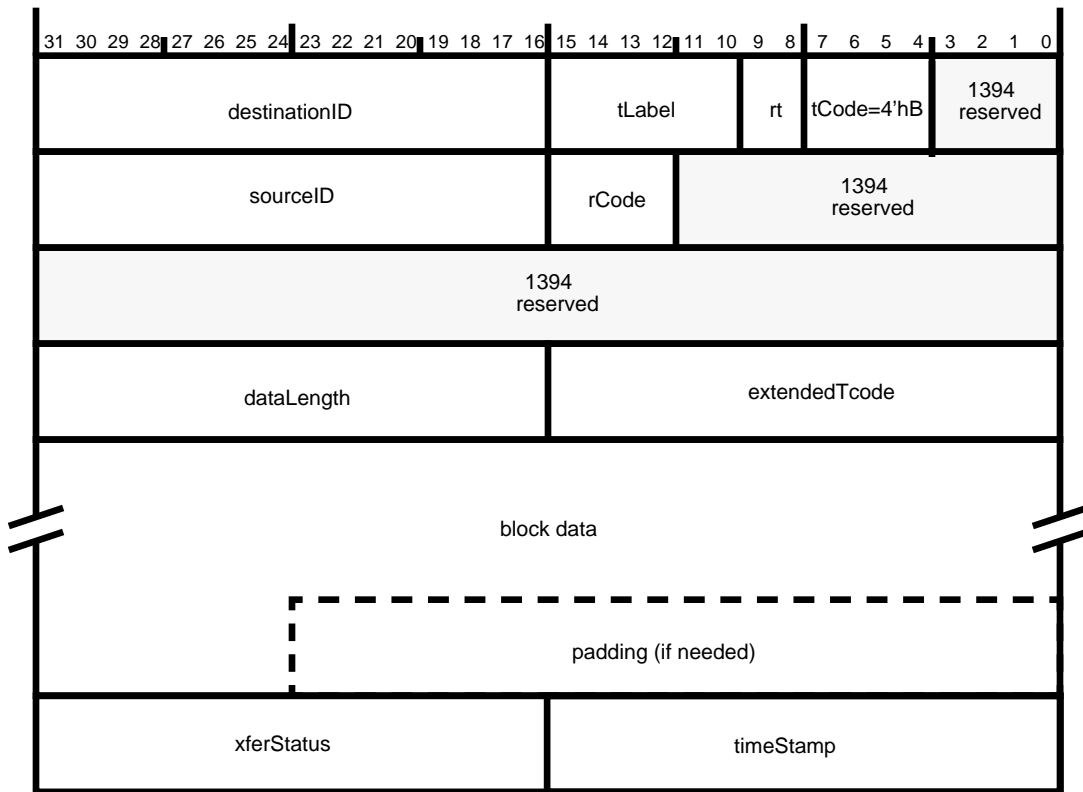 31 30 29 28 27 26 25 24 23 22 21 20 19 18 17 16 15 14 13 12 11 10 9 8 7 6 5 4 3 2 1 0
destinationID tLabel rt tCode=4'hB 1394
reserved
sourceID rCode 1394
reserved
1394
reserved
dataLength extendedTcode
block data
padding (if needed)
xferStatus timeStamp